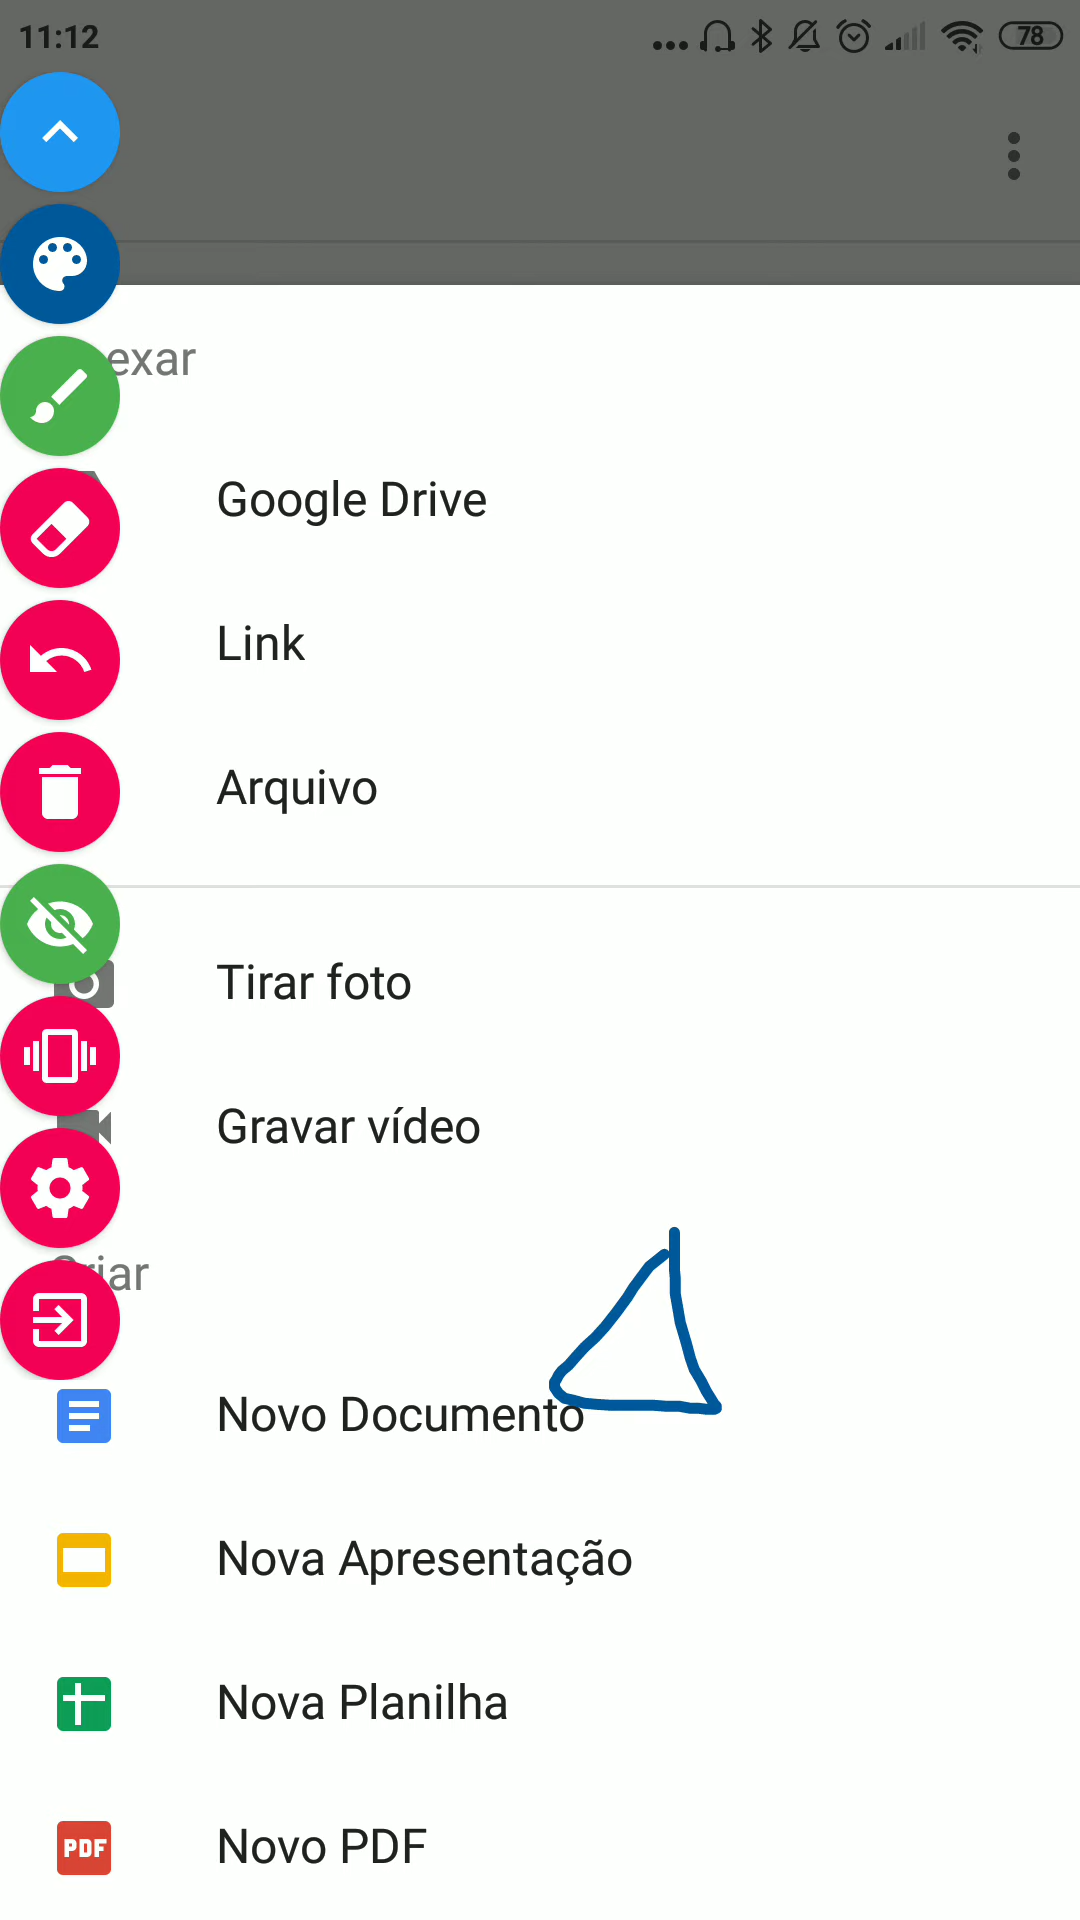 11:12
78
exar
Google Drive
Link
Arquivo
Tirar foto
Gravar vídeo
Criar
Novo Documento
Nova Apresentação
Nova Planilha
PDF
Novo PDF